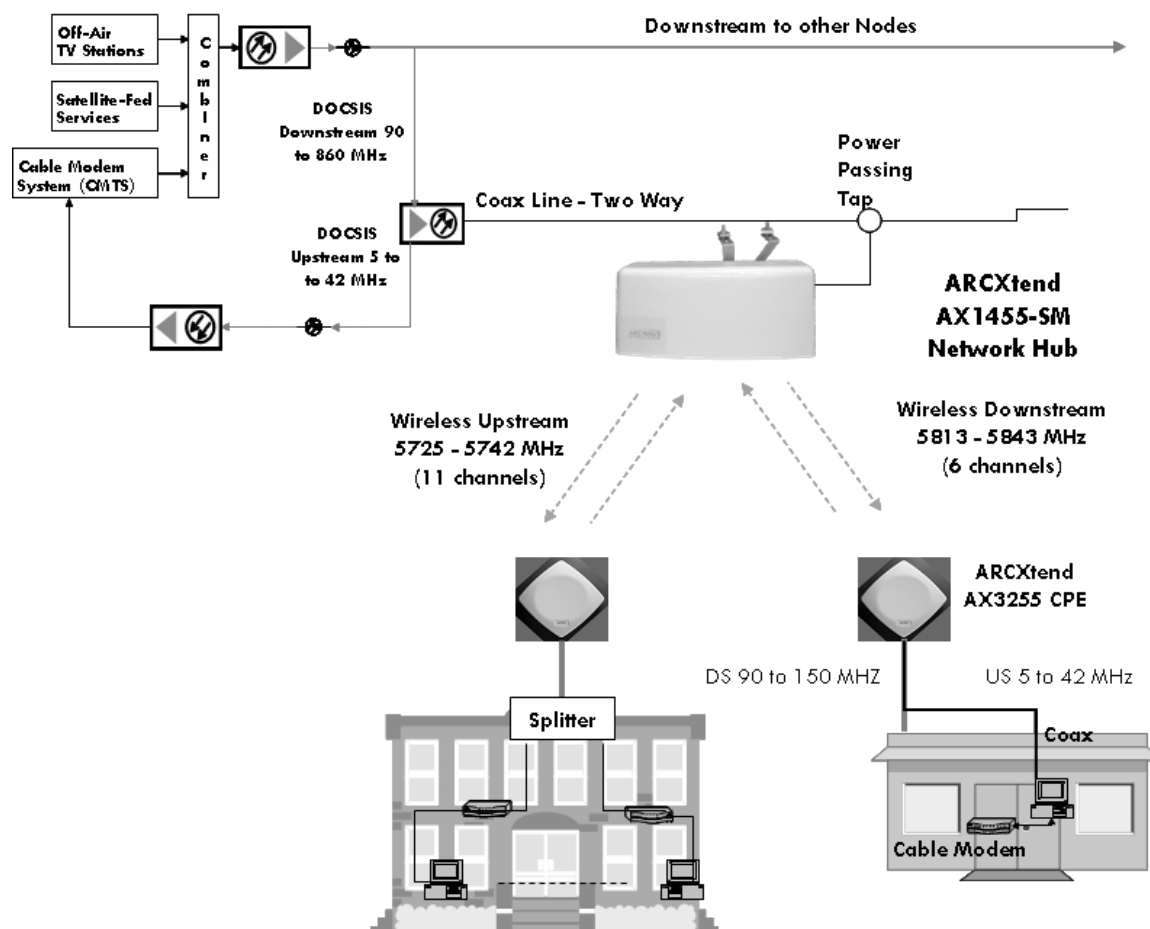 Off-Air
TV Stations
Satellite-Fed
Services
Cable Modem
System (CMTS)
Combiner
Downstream to other Nodes
DOCSIS
Downstream 90
to 860 MHz
DOCSIS
Upstream 5 to
to 42 MHz
Coax Line - Two Way
Power
Passing
Tap
ARCXtend
AX1455-SM
Network Hub
Wireless Upstream
5725 - 5742 MHz
(11 channels)
Wireless Downstream
5813 - 5843 MHz
(6 channels)
ARCXtend
AX3255 CPE
DS 90 to 150 MHZ
US 5 to 42 MHz
Splitter
Coax
Cable Modem